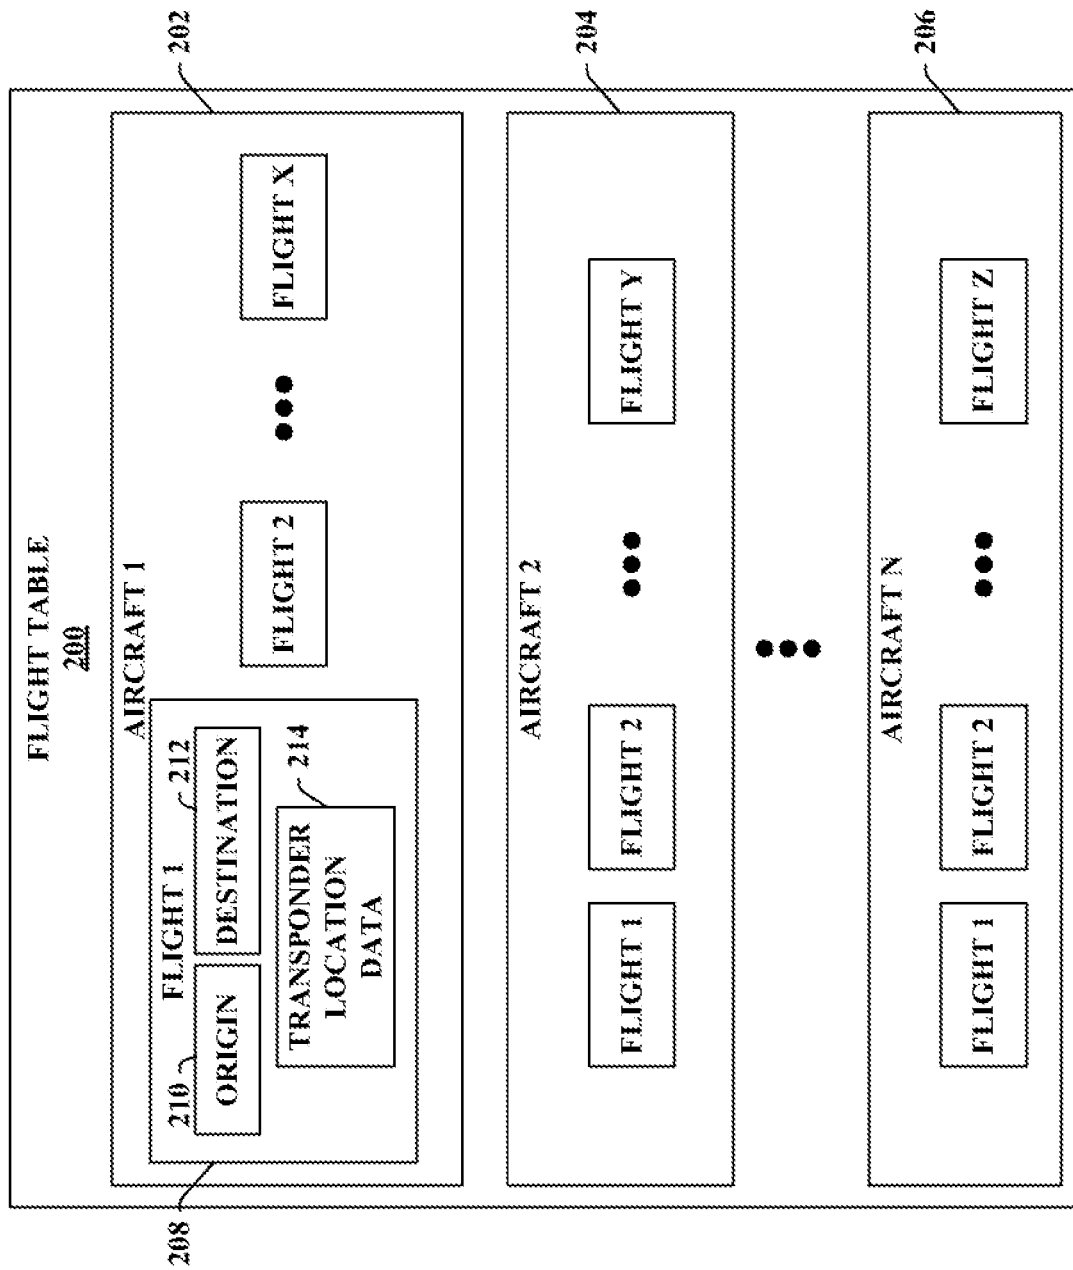 FLIGHT TABLE
200
AIRCRAFT 1
202
FLIGHT 1
208
210
ORIGIN
212
DESTINATION
TRANSPONDER
LOCATION
DATA
214
FLIGHT 2
FLIGHT X
AIRCRAFT 2
204
FLIGHT 1
FLIGHT 2
FLIGHT Y
AIRCRAFT N
206
FLIGHT 1
FLIGHT 2
FLIGHT Z